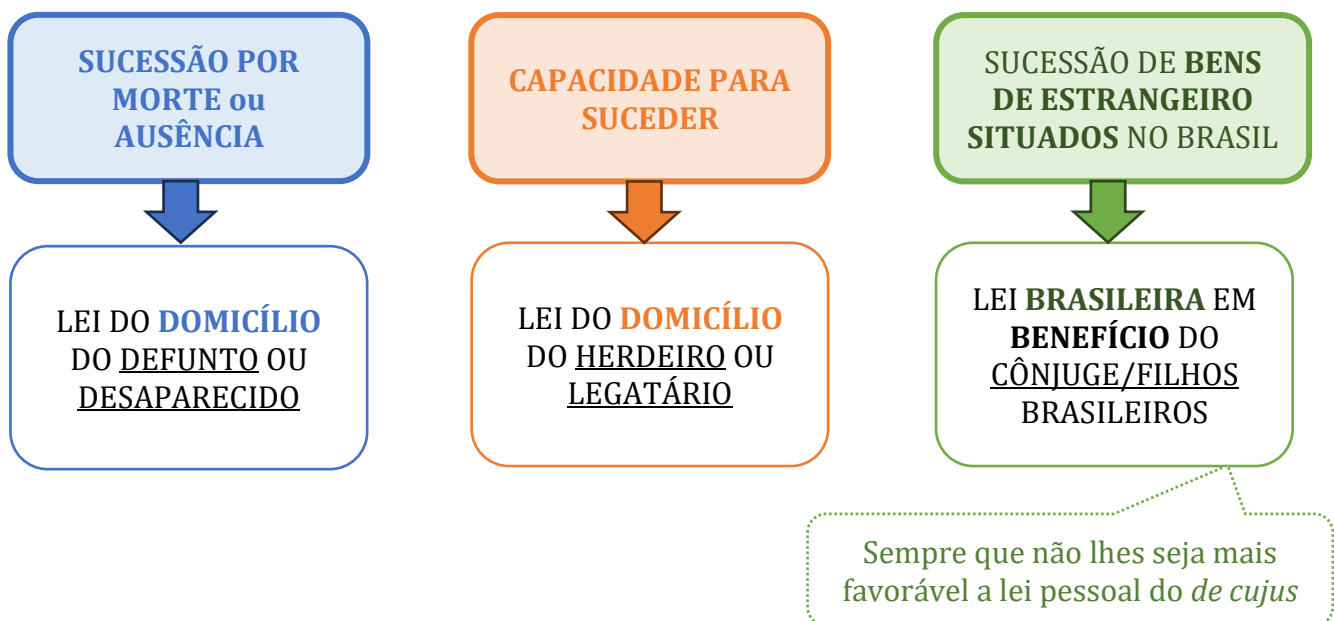 SUCESSÃO POR
MORTE ou
AUSÊNCIA
LEI DO DOMICÍLIO
DO DEFUNTO OU
DESAPARECIDO
CAPACIDADE PARA
SUCEDER
LEI DO DOMICÍLIO
DO HERDEIRO OU
LEGATÁRIO
SUCESSÃO DE BENS
DE ESTRANGEIRO
SITUADOS NO BRASIL
LEI BRASILEIRA EM
BENEFÍCIO DO
CÔNJUGE/FILHOS
BRASILEIROS
Sempre que não lhes seja mais
favorável a lei pessoal do de cujus